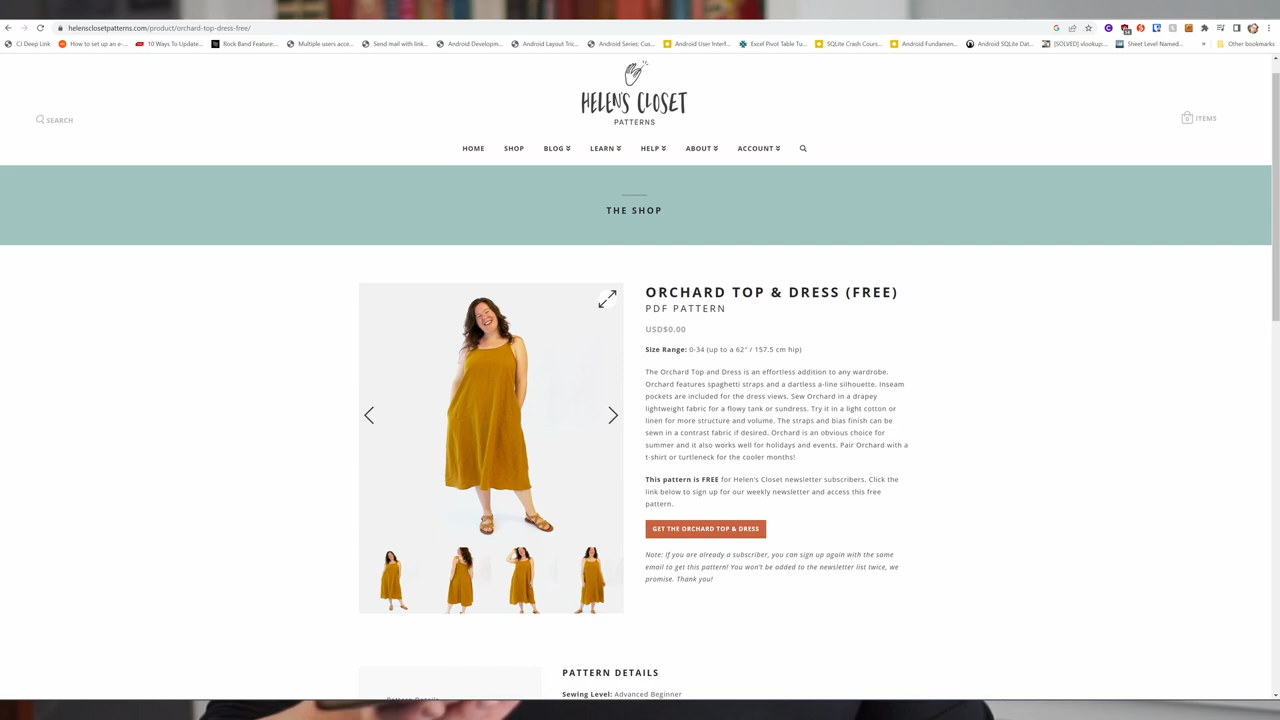 helensclosetpatterns.com/product/orchard-top-dress-free/
CJ Deep Link
How to set up an e-...
10 Ways To Update...
Rock Band Feature:...
Multiple users acce...
Send mail with link...
Android Developm...
Android Layout Tric...
Android Series: Cus...
Android User Interf...
Excel Pivot Table Tu...
SQLite Crash Cours...
Android Fundamen...
Android SQLite Dat...
[SOLVED] vlookup:...
Sheet Level Named...
»
Other bookmarks
HELEN'S CLOSET
PATTERNS
SEARCH
0 ITEMS
HOME SHOP BLOG LEARN HELP ABOUT ACCOUNT
THE SHOP
ORCHARD TOP & DRESS (FREE)
PDF PATTERN
USD$0.00
Size Range: 0-34 (up to a 62" / 157.5 cm hip)
The Orchard Top and Dress is an effortless addition to any wardrobe.
Orchard features spaghetti straps and a dartless a-line silhouette. Inseam
pockets are included for the dress views. Sew Orchard in a drapey
lightweight fabric for a flowy tank or sundress. Try it in a light cotton or
linen for more structure and volume. The straps and bias finish can be
sewn in a contrast fabric if desired. Orchard is an obvious choice for
summer and it also works well for holidays and events. Pair Orchard with a
t-shirt or turtleneck for the cooler months!
This pattern is FREE for Helen's Closet newsletter subscribers. Click the
link below to sign up for our weekly newsletter and access this free
pattern.
GET THE ORCHARD TOP & DRESS
Note: If you are already a subscriber, you can sign up again with the same
email to get this pattern! You won't be added to the newsletter list twice, we
promise. Thank you!
PATTERN DETAILS
Pattern Details
Sewing Level: Advanced Beginner